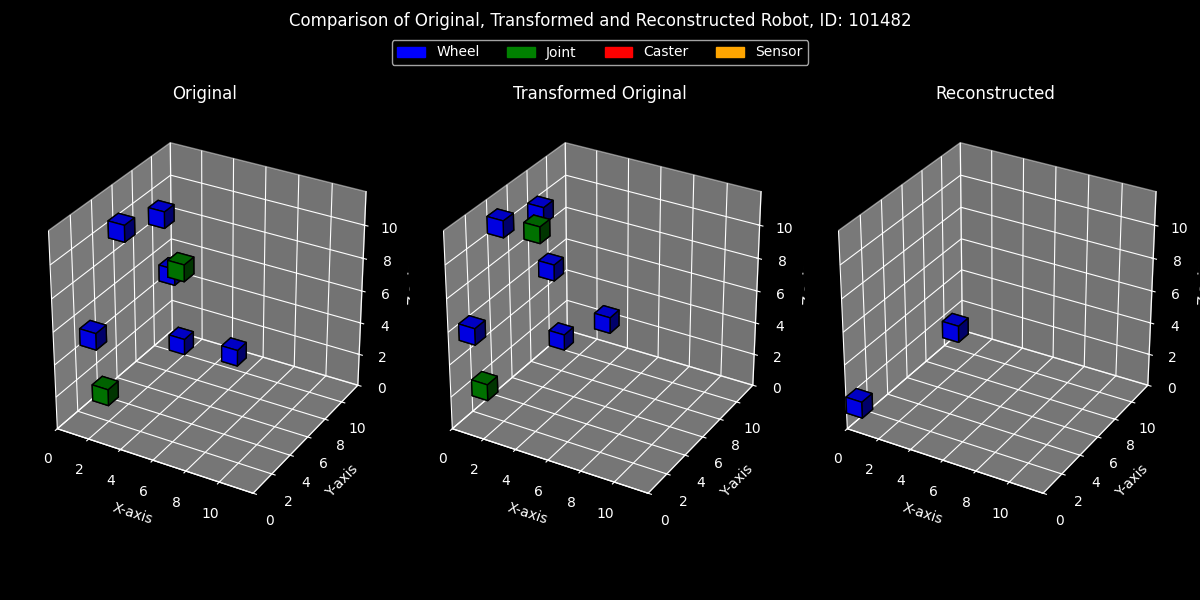 Comparison of Original, Transformed and Reconstructed Robot, ID: 101482
Wheel Joint Caster Sensor
Original Transformed Original Reconstructed
10 8 6 4 2 0
0 2 4 6 8 10
X-axis
0 2 4 6 8 10
Y-axis
10 8 6 4 2 0
0 2 4 6 8 10
X-axis
0 2 4 6 8 10
Y-axis
10 8 6 4 2 0
0 2 4 6 8 10
X-axis
0 2 4 6 8 10
Y-axis